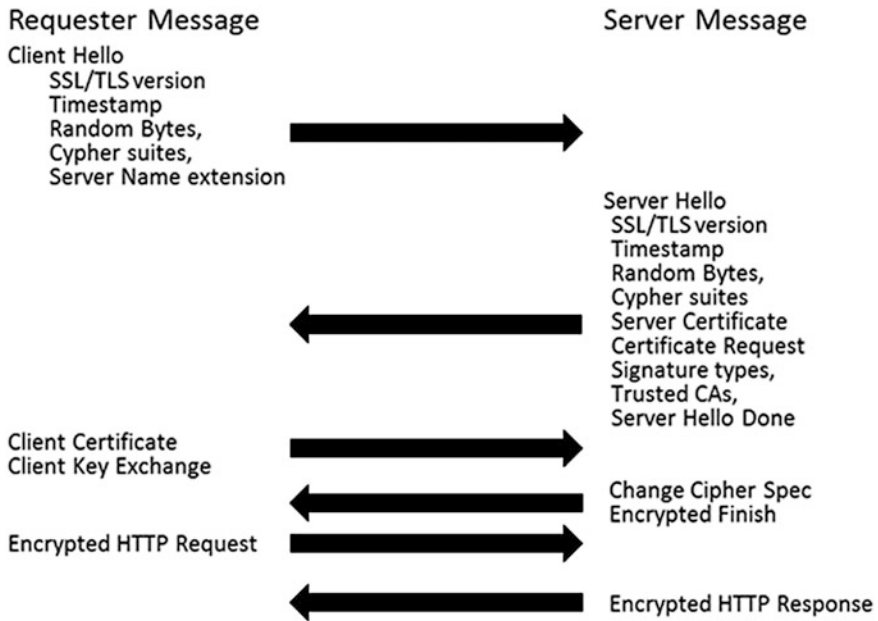 Requester Message
Server Message
Client Hello
SSL/TLS version
Timestamp
Random Bytes,
Cypher suites,
Server Name extension
Server Hello
SSL/TLS version
Timestamp
Random Bytes,
Cypher suites
Server Certificate
Certificate Request
Signature types,
Trusted CAs,
Server Hello Done
Client Certificate
Client Key Exchange
Change Cipher Spec
Encrypted Finish
Encrypted HTTP Request
Encrypted HTTP Response